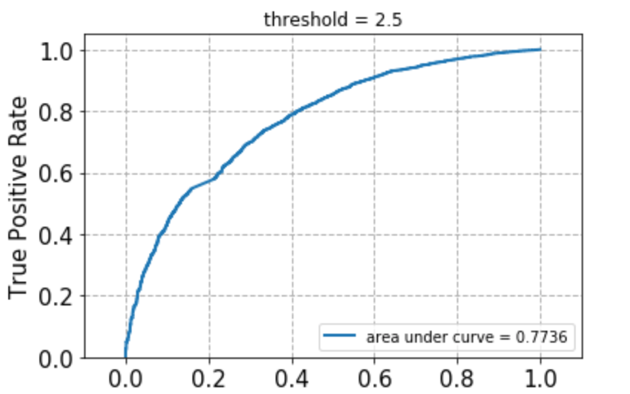 threshold = 2.5
True Positive Rate
1.0
0.8
0.6
0.4
0.2
0.0
area under curve = 0.7736
0.0 0.2 0.4 0.6 0.8 1.0